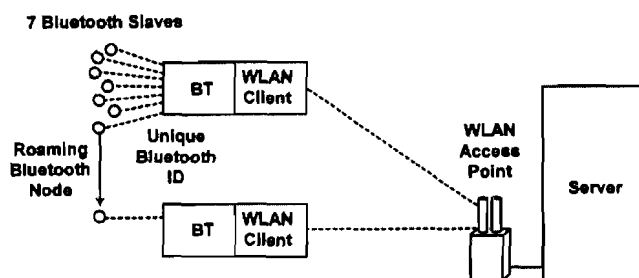 7 Bluetooth Slaves
BT
WLAN
Client
Unique
Bluetooth
ID
Roaming
Bluetooth
Node
BT
WLAN
Client
WLAN
Access
Point
Server